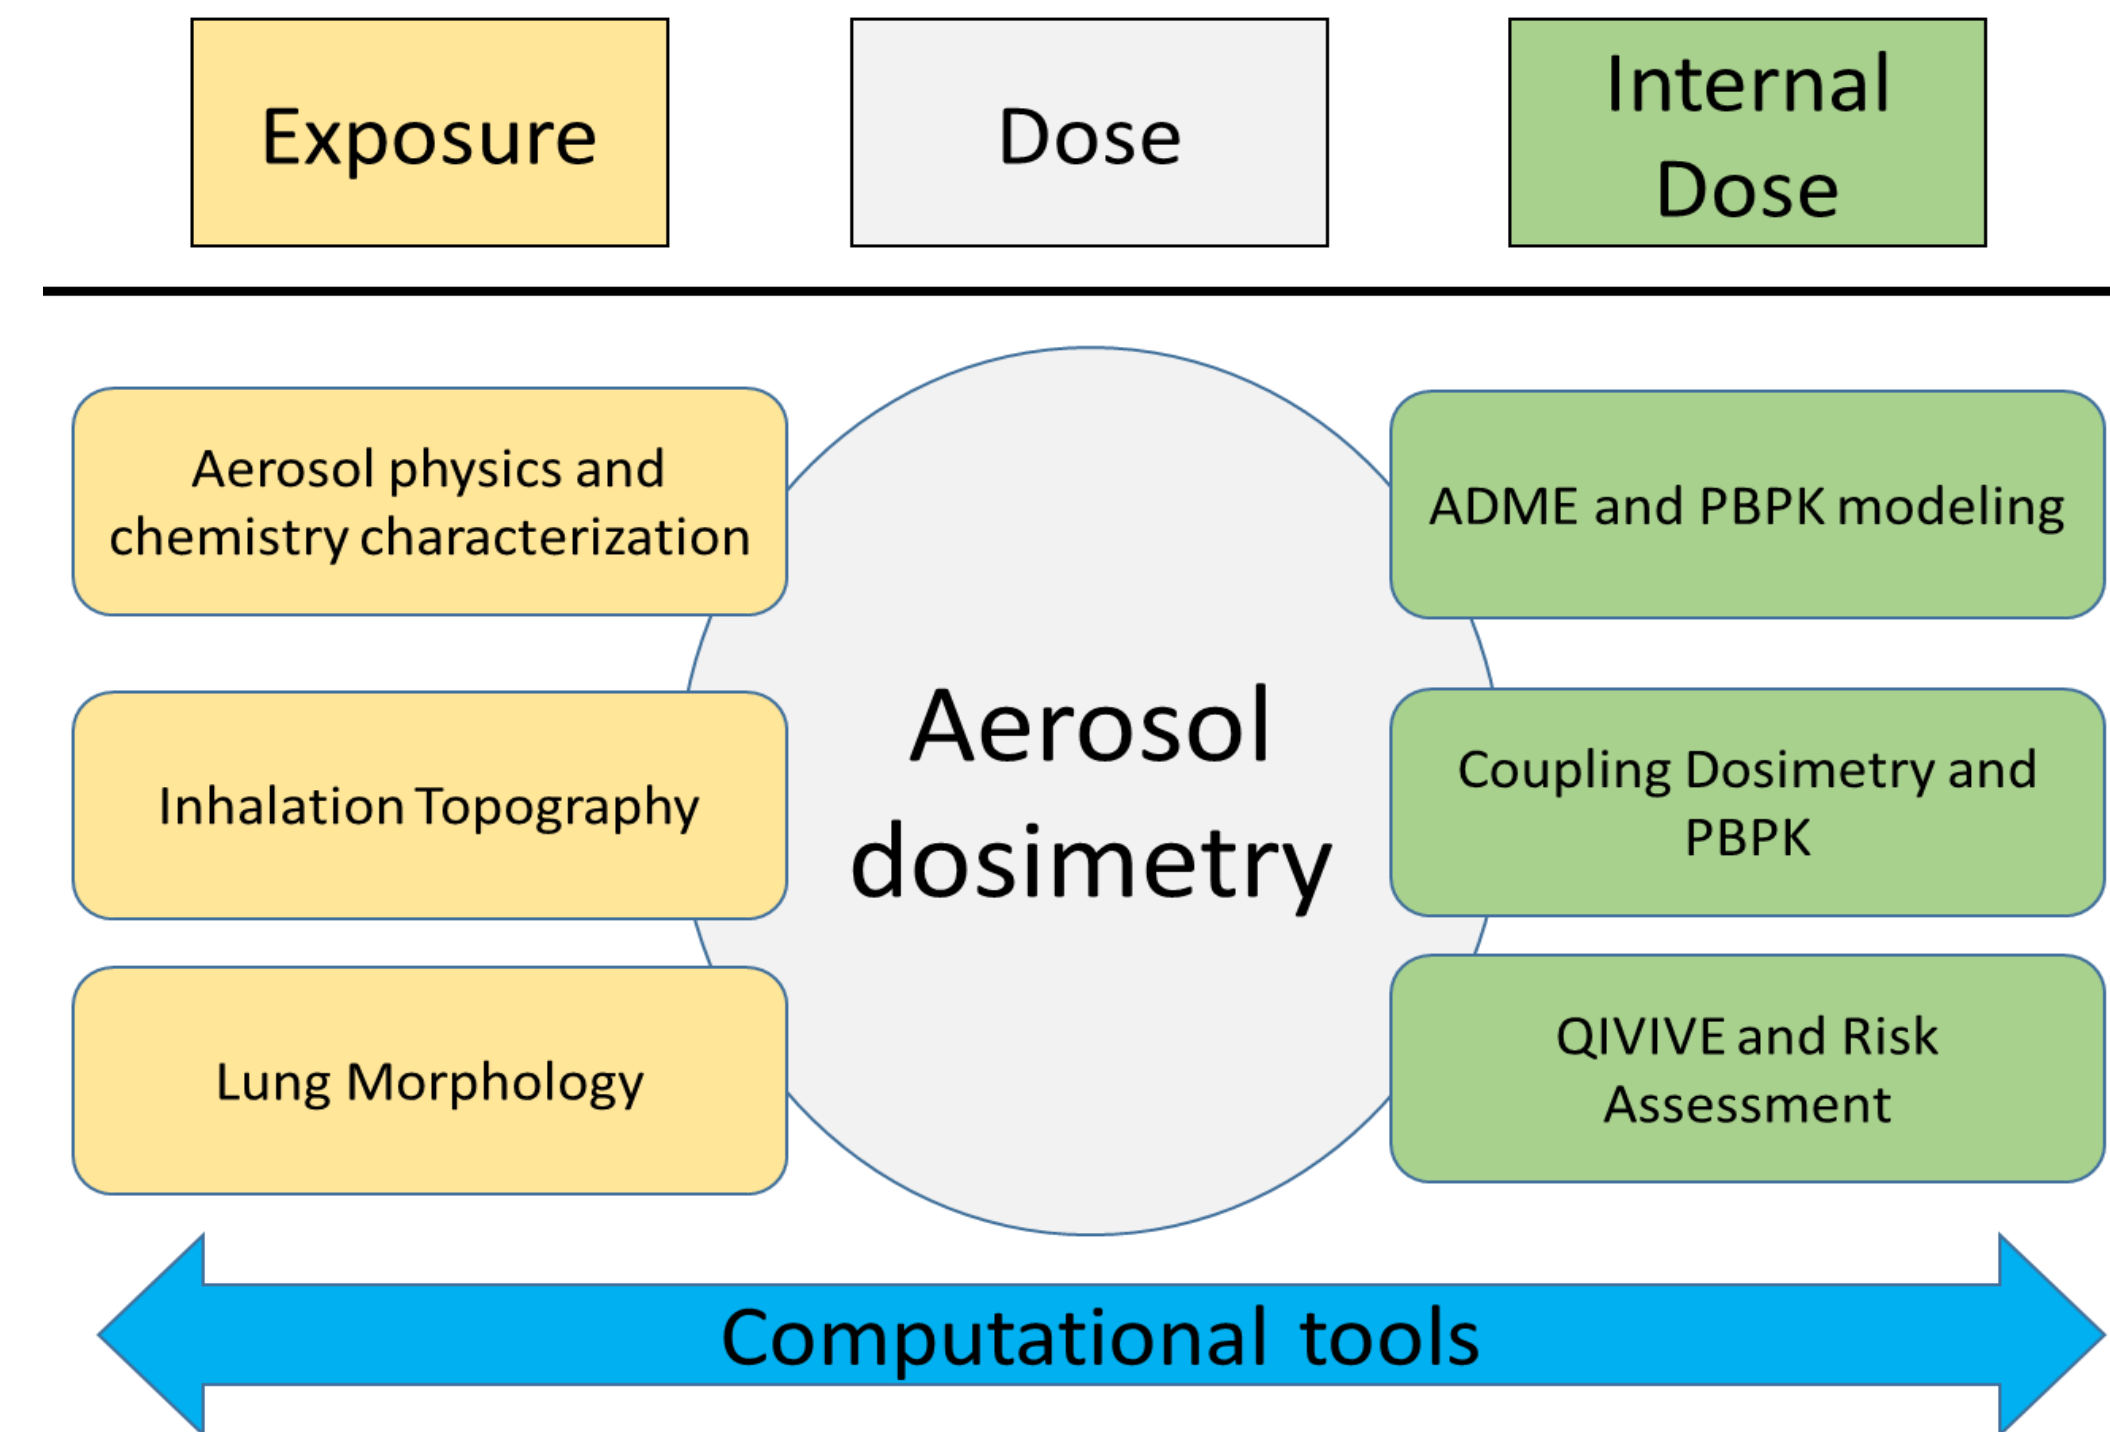 Exposure
Dose
Internal
Dose
Aerosol physics and
chemistry characterization
Inhalation Topography
Lung Morphology
Aerosol
dosimetry
ADME and PBPK modeling
Coupling Dosimetry and
PBPK
QIVIVE and Risk
Assessment
Computational tools